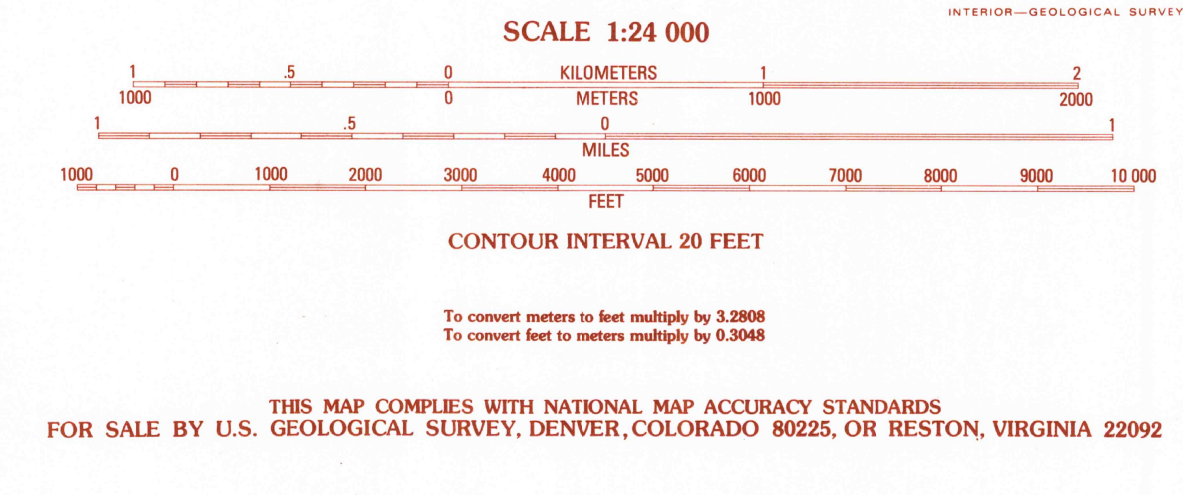 INTERIOR—GEOLOGICAL SURVEY
SCALE 1:24 000
1 .5 0 KILOMETERS 1 2
1000 0 METERS 1000 2000
1 .5 0 1
MILES
1000 0 1000 2000 3000 4000 5000 6000 7000 8000 9000 10 000
FEET
CONTOUR INTERVAL 20 FEET
To convert meters to feet multiply by 3.2808
To convert feet to meters multiply by 0.3048
THIS MAP COMPLIES WITH NATIONAL MAP ACCURACY STANDARDS
FOR SALE BY U.S. GEOLOGICAL SURVEY, DENVER, COLORADO 80225, OR RESTON, VIRGINIA 22092